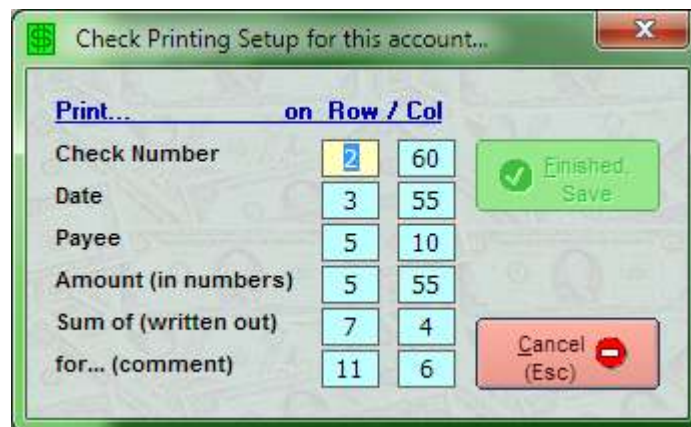 Check Printing Setup for this account...
Print... on Row / Col
Check Number 2 60
Date 3 55
Payee 5 10
Amount (in numbers) 5 55
Sum of (written out) 7 4
for... (comment) 11 6
Finished,
Save
Cancel
(Esc)